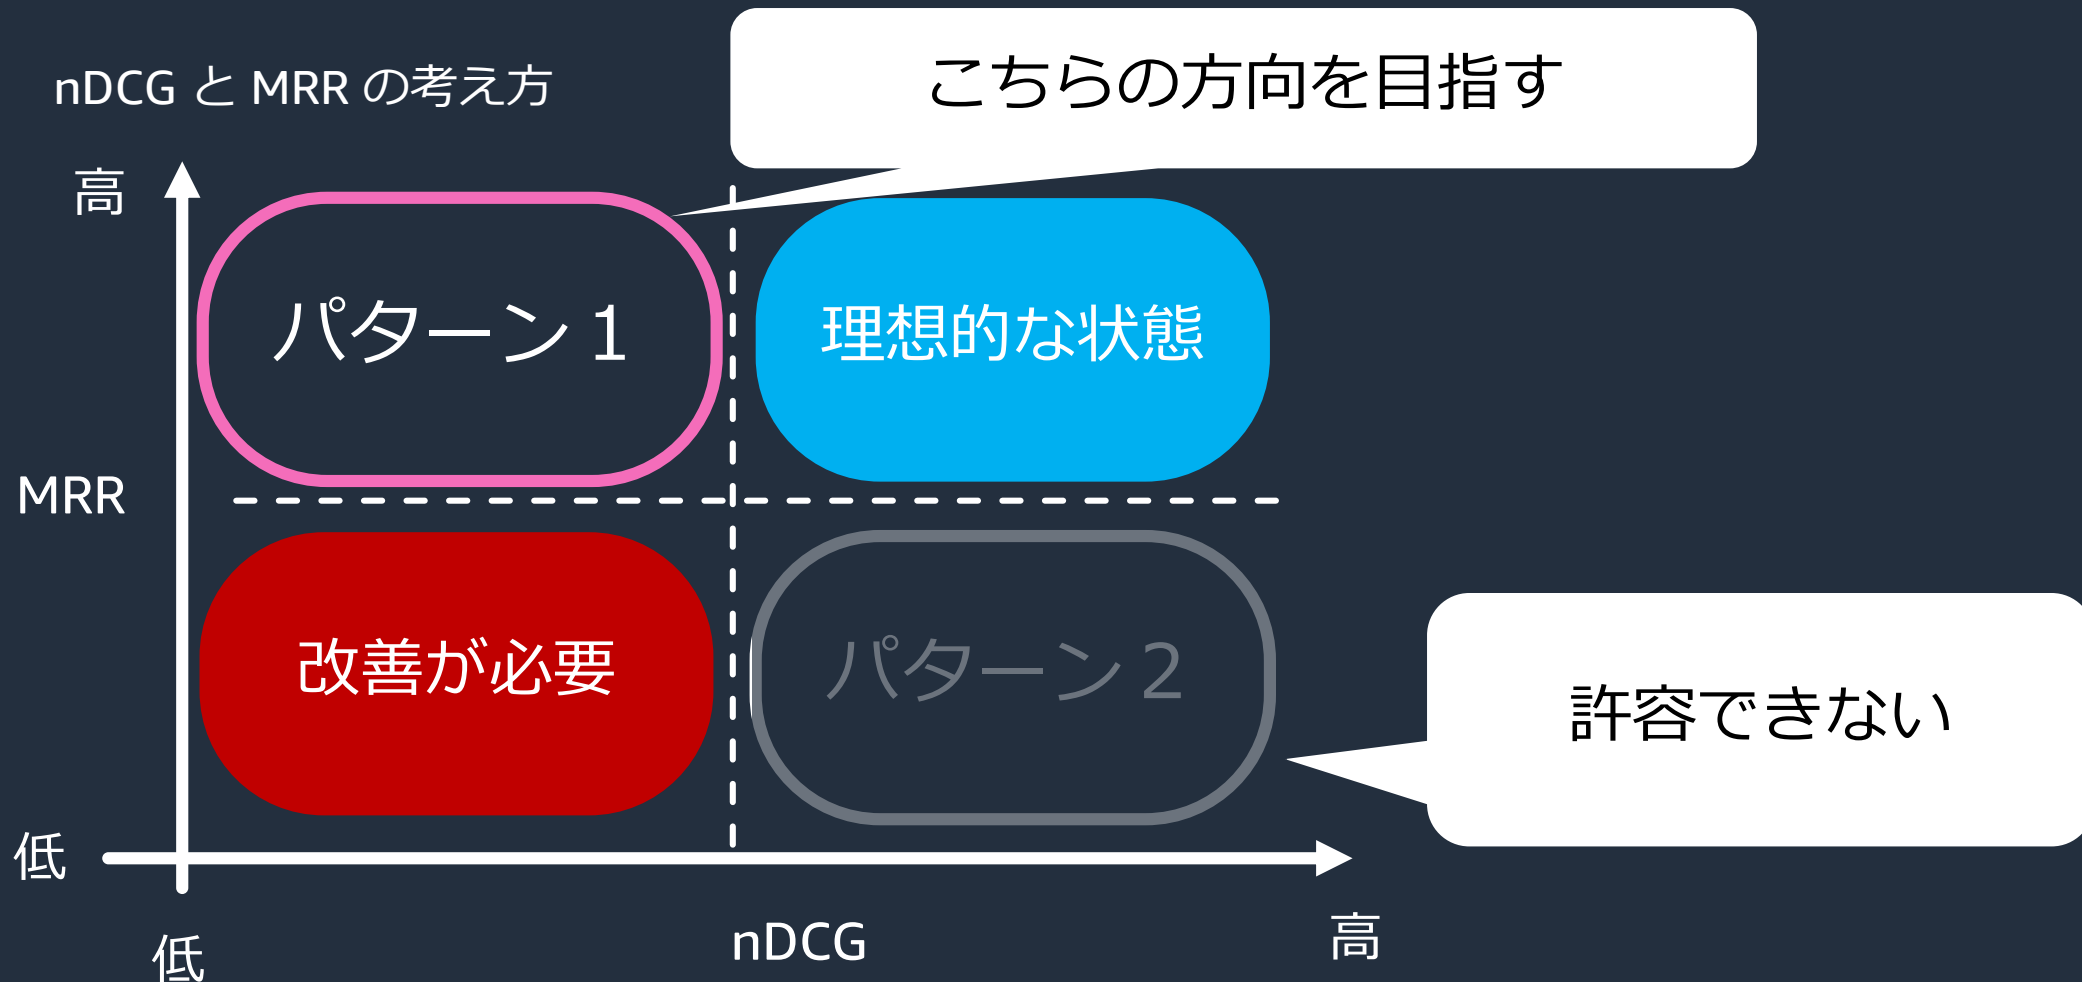 nDCG と MRR の考え方
こちらの方向を目指す
高
パターン１
理想的な状態
MRR
改善が必要
パターン２
許容できない
低
低
nDCG
高